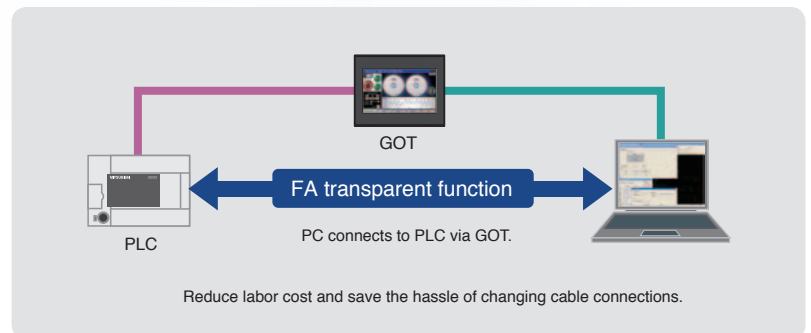 GOT
FA transparent function
PLC
PC connects to PLC via GOT.
Reduce labor cost and save the hassle of changing cable connections.